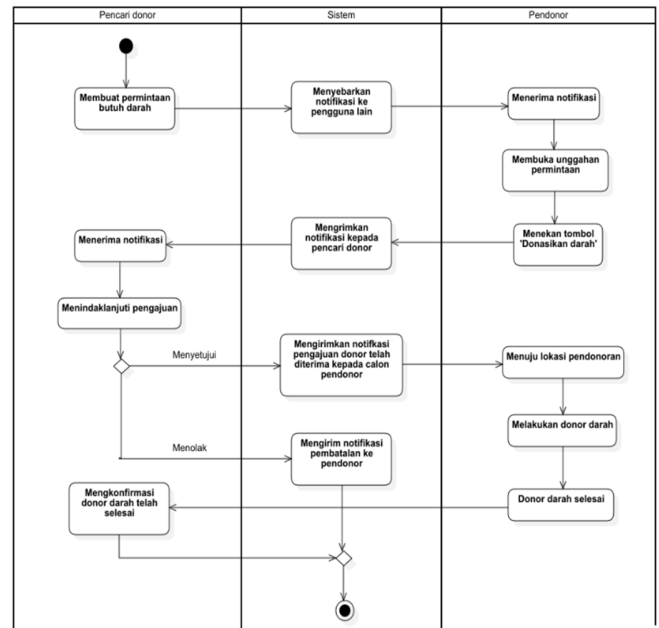 Pencari donor
Sistem
Pendonor
Membuat permintaan
butuh darah
Menyebarkan
notifikasi ke
pengguna lain
Menerima notifikasi
Membuka unggahan
permintaan
Menekan tombol
'Donasikan darah'
Mengrimkan
notifikasi kepada
pencari donor
Menerima notifikasi
Menindaklanjuti pengajuan
Menyetujui
Mengirimkan notifkasi
pengajuan donor telah
diterima kepada calon
pendonor
Menuju lokasi pendonoran
Melakukan donor darah
Menolak
Mengirim notifikasi
pembatalan ke
pendonor
Donor darah selesai
Mengkonfirmasi
donor darah telah
selesai